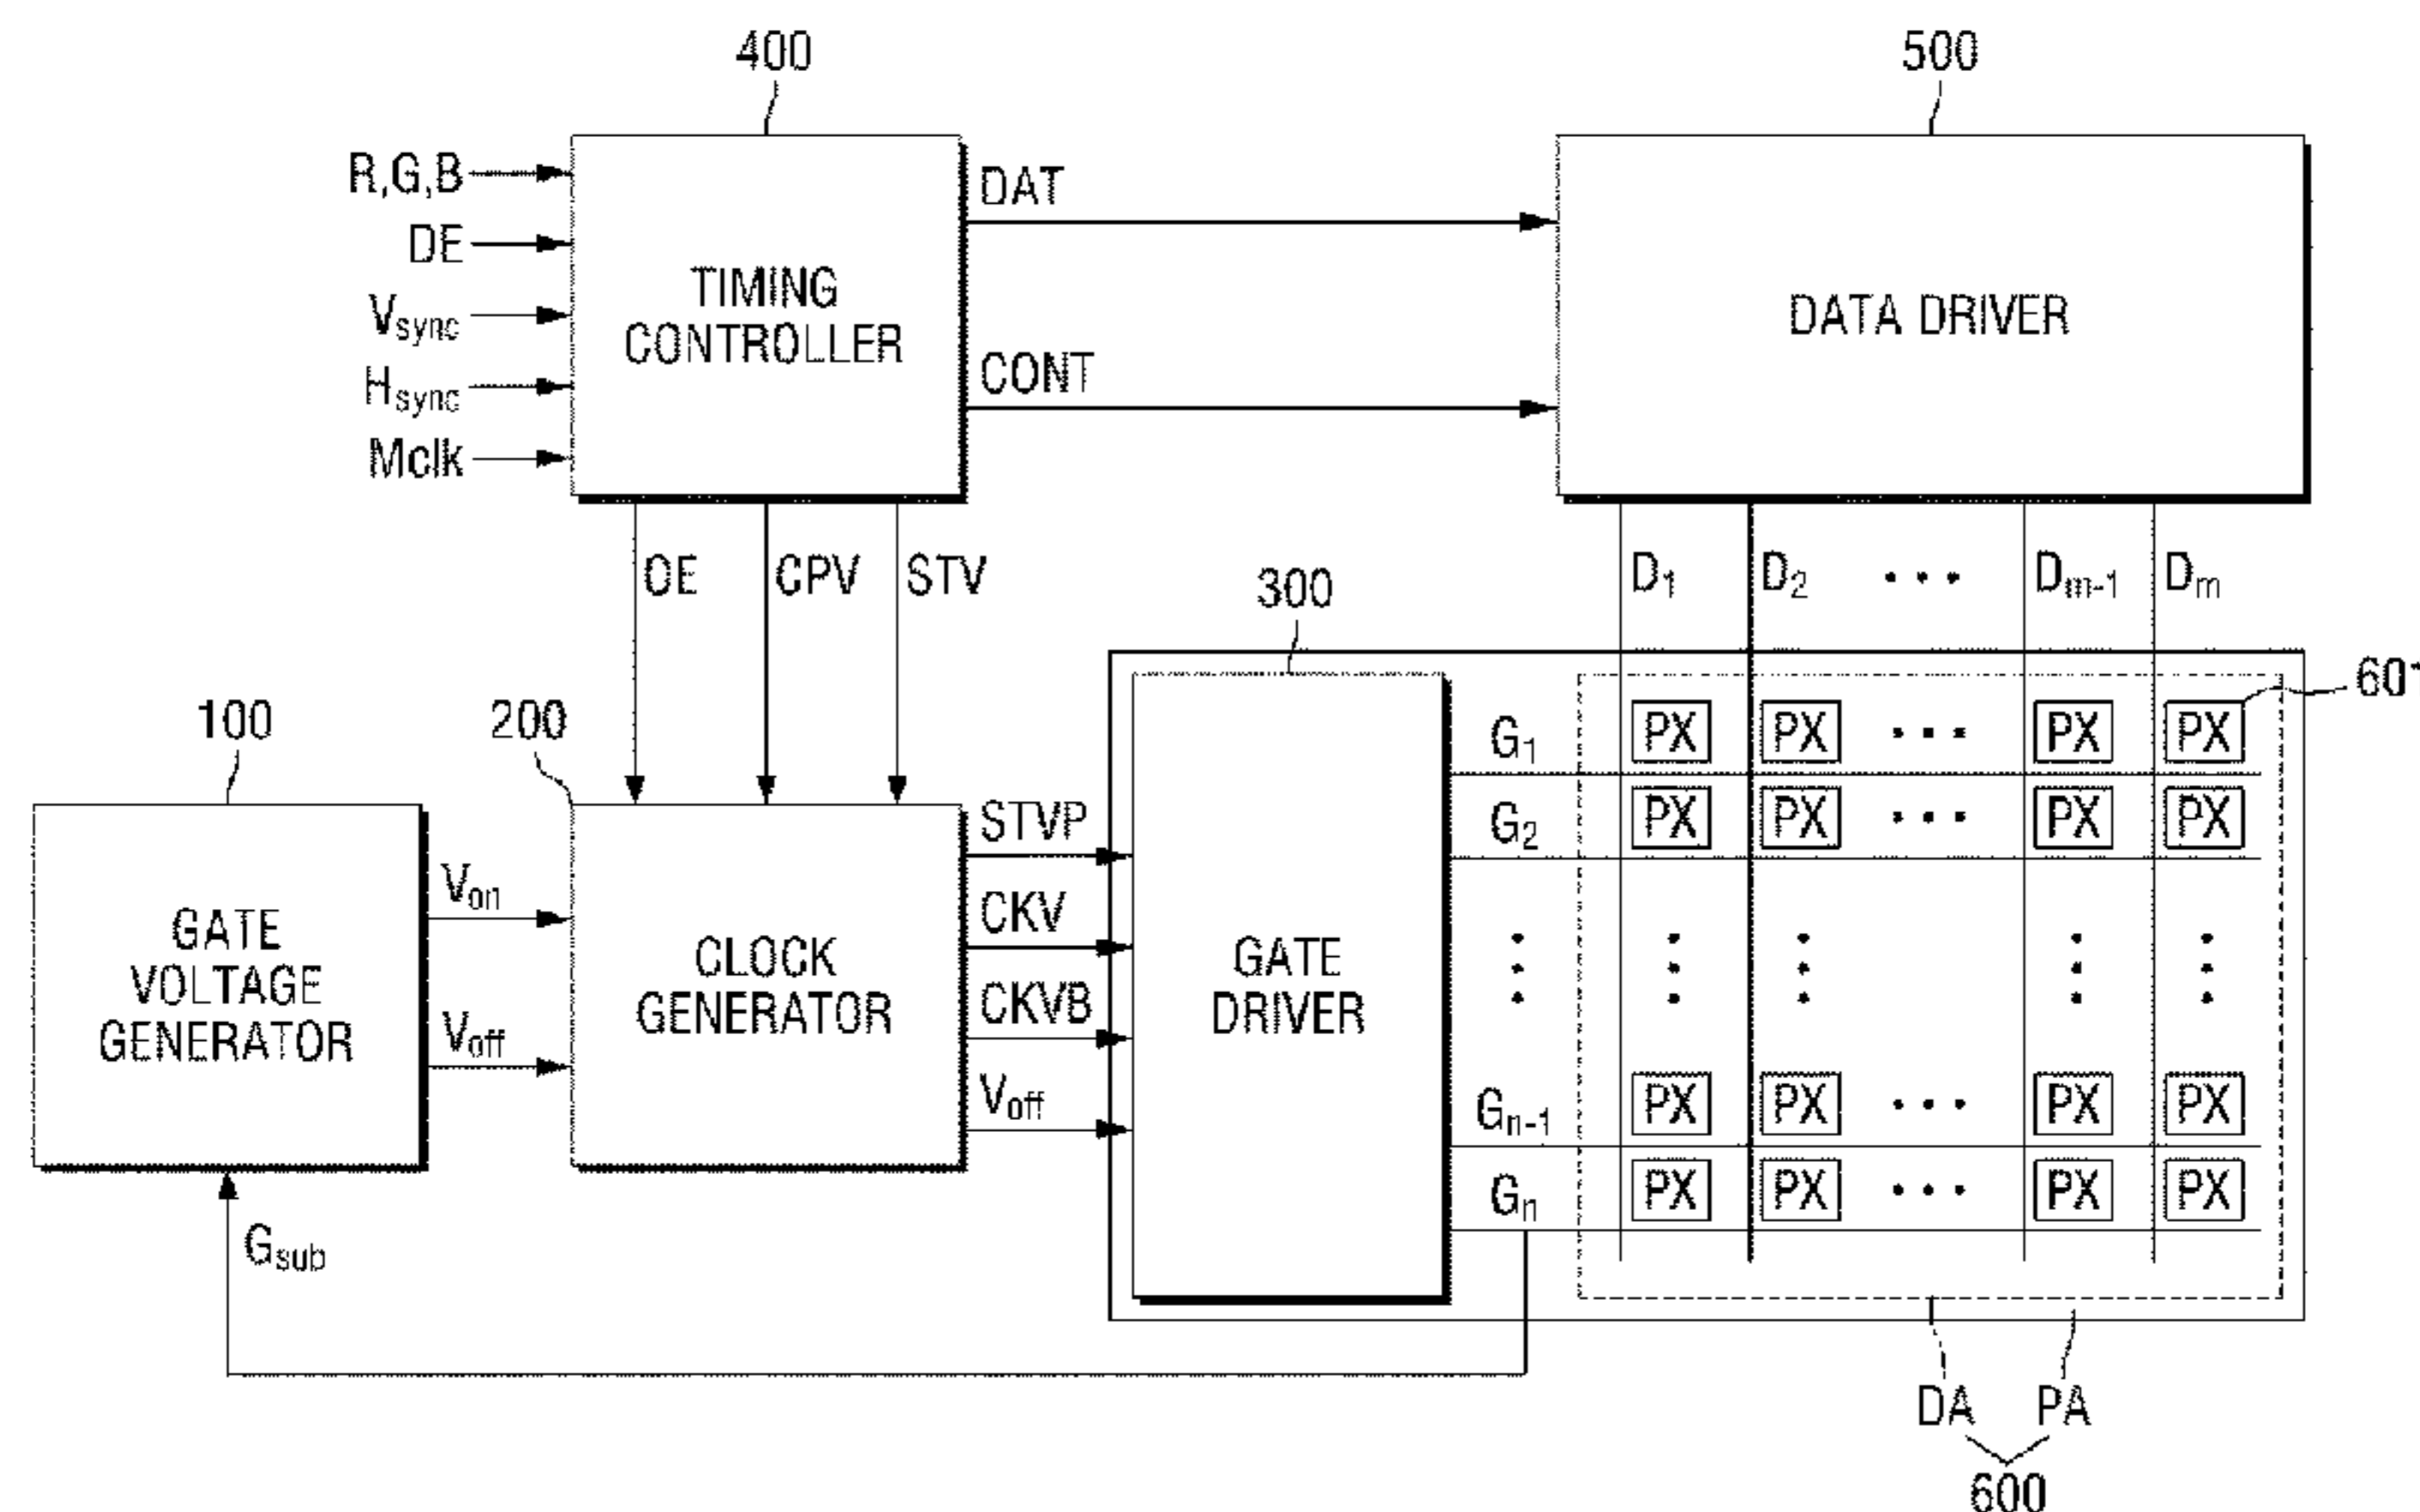 400
500
R,G,B
DE
Vsync
Hsync
Mclk
TIMING
CONTROLLER
DAT
CONT
DATA DRIVER
OE
CPV
STV
D1
D2
...
Dm-1
Dm
300
601
100
200
GATE
VOLTAGE
GENERATOR
Von
Voff
CLOCK
GENERATOR
STVP
CKV
CKVB
Voff
GATE
DRIVER
G1
PX PX ... PX PX
G2
PX PX ... PX PX
Gn-1
PX PX ... PX PX
Gn
PX PX ... PX PX
Gsub
DA PA
600